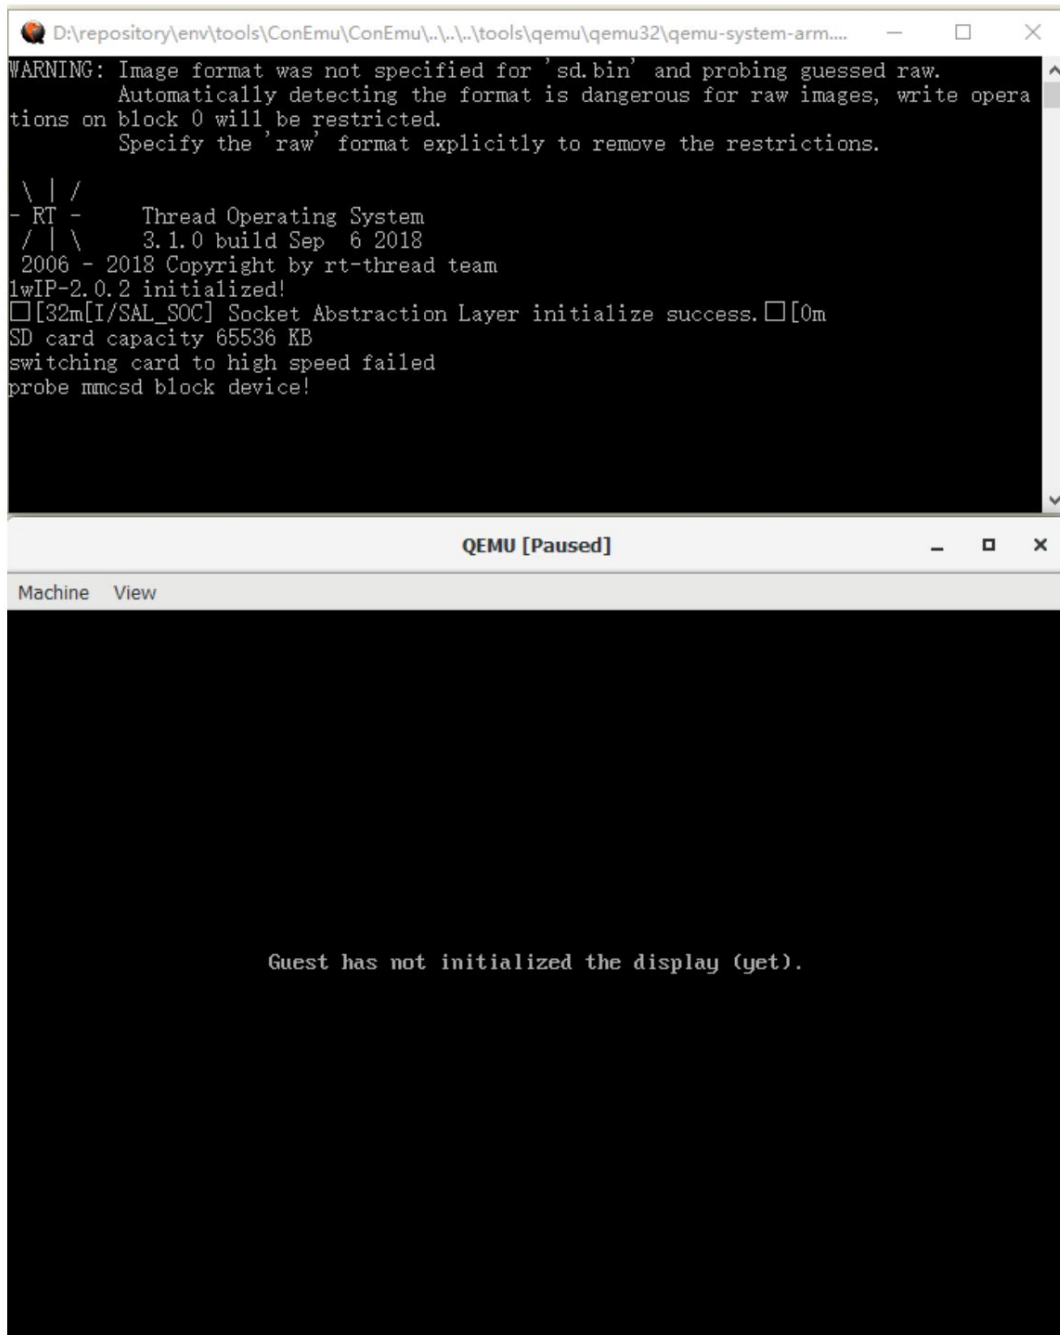 D:\repository\env\tools\ConEmu\ConEmu\..\..\..\tools\qemu\qemu32\qemu-system-arm....
WARNING: Image format was not specified for 'sd.bin' and probing guessed raw.
Automatically detecting the format is dangerous for raw images, write opera
tions on block 0 will be restricted.
Specify the 'raw' format explicitly to remove the restrictions.
\ | /
- RT -     Thread Operating System
/ | \     3.1.0 build Sep  6 2018
2006 - 2018 Copyright by rt-thread team
lwIP-2.0.2 initialized!
□[32m[I/SAL_SOC] Socket Abstraction Layer initialize success.□[0m
SD card capacity 65536 KB
switching card to high speed failed
probe mmcsd block device!
QEMU [Paused]
Machine View
Guest has not initialized the display (yet).